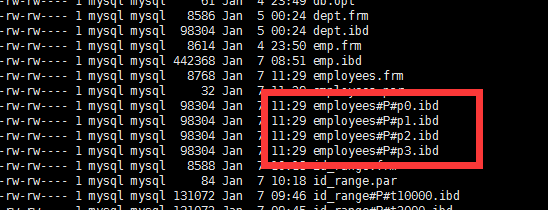 -rw-rw---- 1 mysql mysql 61 Jan 4 23:49 db.opt
-rw-rw---- 1 mysql mysql 8586 Jan 5 00:24 dept.frm
-rw-rw---- 1 mysql mysql 98304 Jan 5 00:24 dept.ibd
-rw-rw---- 1 mysql mysql 8614 Jan 4 23:50 emp.frm
-rw-rw---- 1 mysql mysql 442368 Jan 7 08:51 emp.ibd
-rw-rw---- 1 mysql mysql 8768 Jan 7 11:29 employees.frm
-rw-rw---- 1 mysql mysql 32 Jan 7 11:29 employees.par
-rw-rw---- 1 mysql mysql 98304 Jan 7 11:29 employees#P#p0.ibd
-rw-rw---- 1 mysql mysql 98304 Jan 7 11:29 employees#P#p1.ibd
-rw-rw---- 1 mysql mysql 98304 Jan 7 11:29 employees#P#p2.ibd
-rw-rw---- 1 mysql mysql 98304 Jan 7 11:29 employees#P#p3.ibd
-rw-rw---- 1 mysql mysql 8588 Jan 7 10:18 id_range.frm
-rw-rw---- 1 mysql mysql 84 Jan 7 10:18 id_range.par
-rw-rw---- 1 mysql mysql 131072 Jan 7 09:46 id_range#P#t10000.ibd
-rw-rw---- 1 mysql mysql 98304 Jan 7 09:45